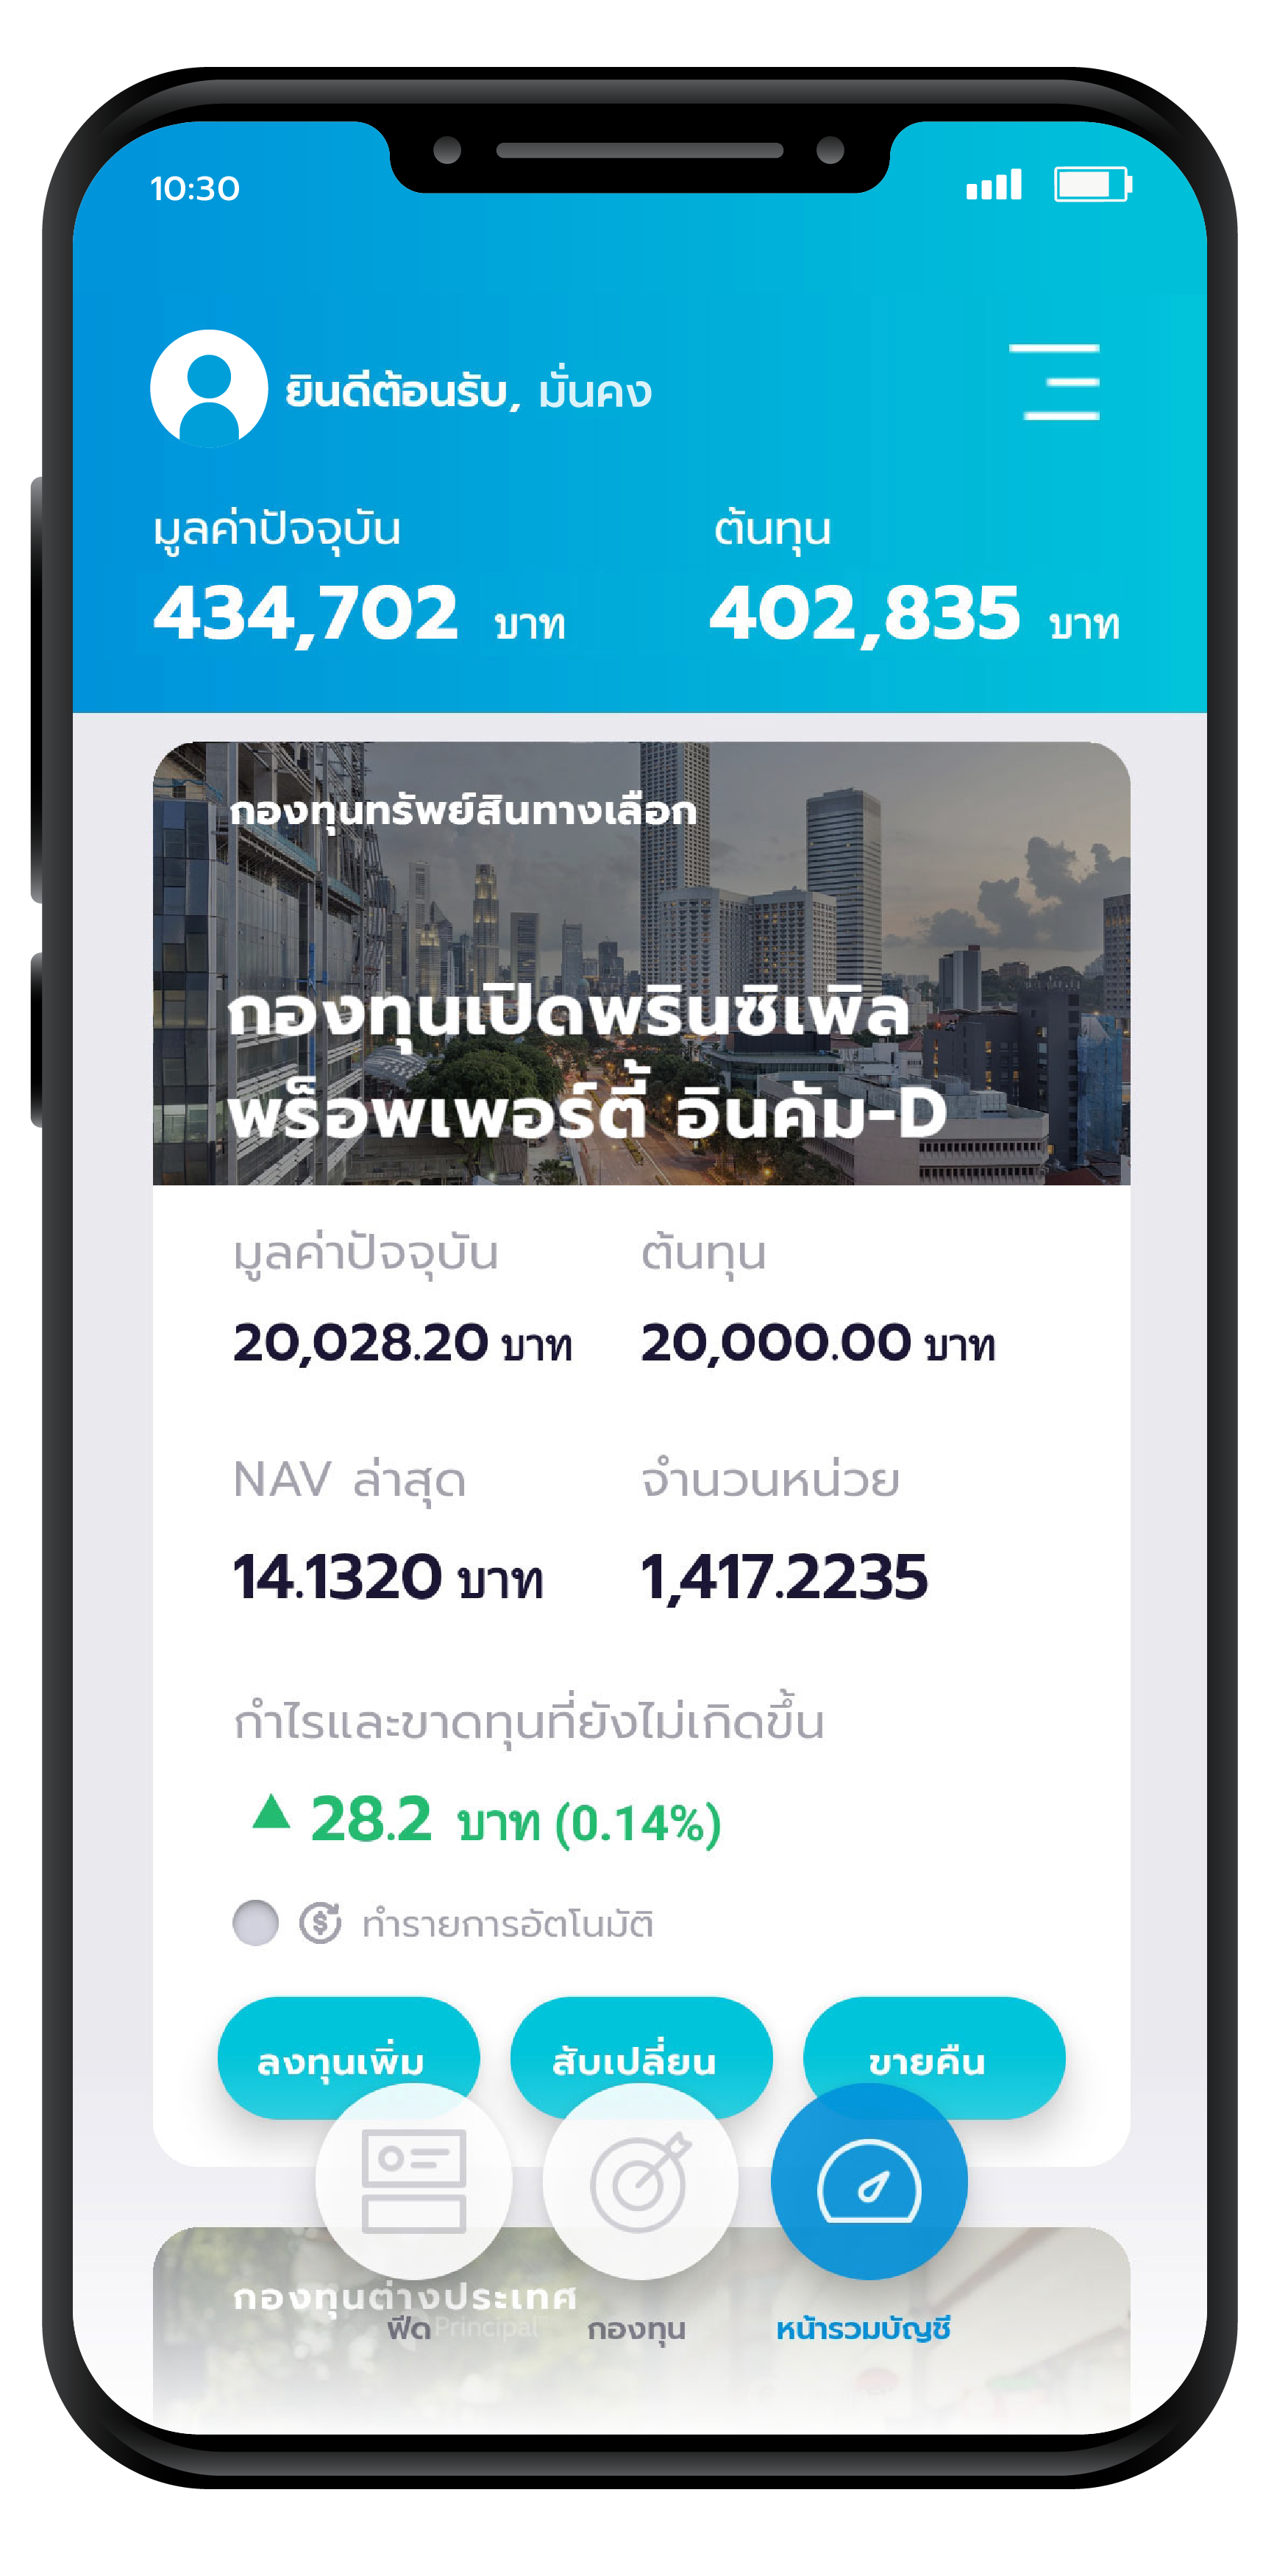 10:30
ยินดีต้อนรับ, มั่นคง
มูลค่าปัจจุบัน ต้นทุน
434,702 บาท 402,835 บาท
กองทุนทรัพย์สินทางเลือก
กองทุนเปิดพรินซิเพิล
พร็อพเพอร์ตี้ อินคัม-D
มูลค่าปัจจุบัน ต้นทุน
20,028.20 บาท 20,000.00 บาท
NAV ล่าสุด จำนวนหน่วย
14.1320 บาท 1,417.2235
กำไรและขาดทุนที่ยังไม่เกิดขึ้น
28.2 บาท (0.14%)
ทำรายการอัตโนมัติ
ลงทุนเพิ่ม สับเปลี่ยน ขายคืน
กองทุนต่างประเทศ
ฟีด Principal กองทุน หน้ารวมบัญชี